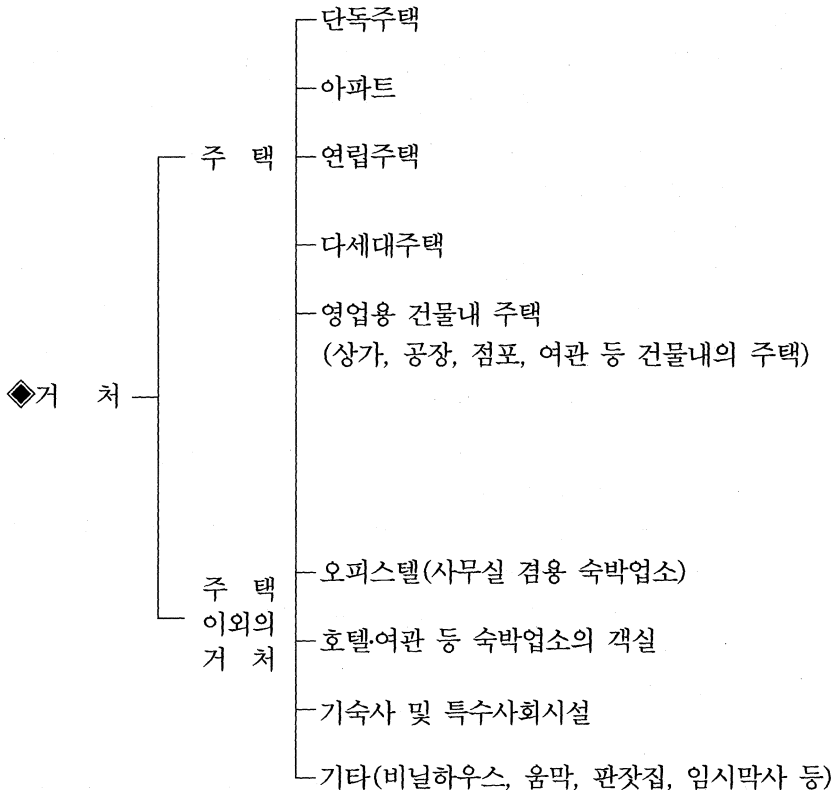 단독주택
아파트
주 택
연립주택
다세대주택
영업용 건물내 주택
(상가, 공장, 점포, 여관 등 건물내의 주택)
◈거 처
주 택
이외의
거 처
오피스텔(사무실 겸용 숙박업소)
호텔·여관 등 숙박업소의 객실
기숙사 및 특수사회시설
기타(비닐하우스, 움막, 판잣집, 임시막사 등)